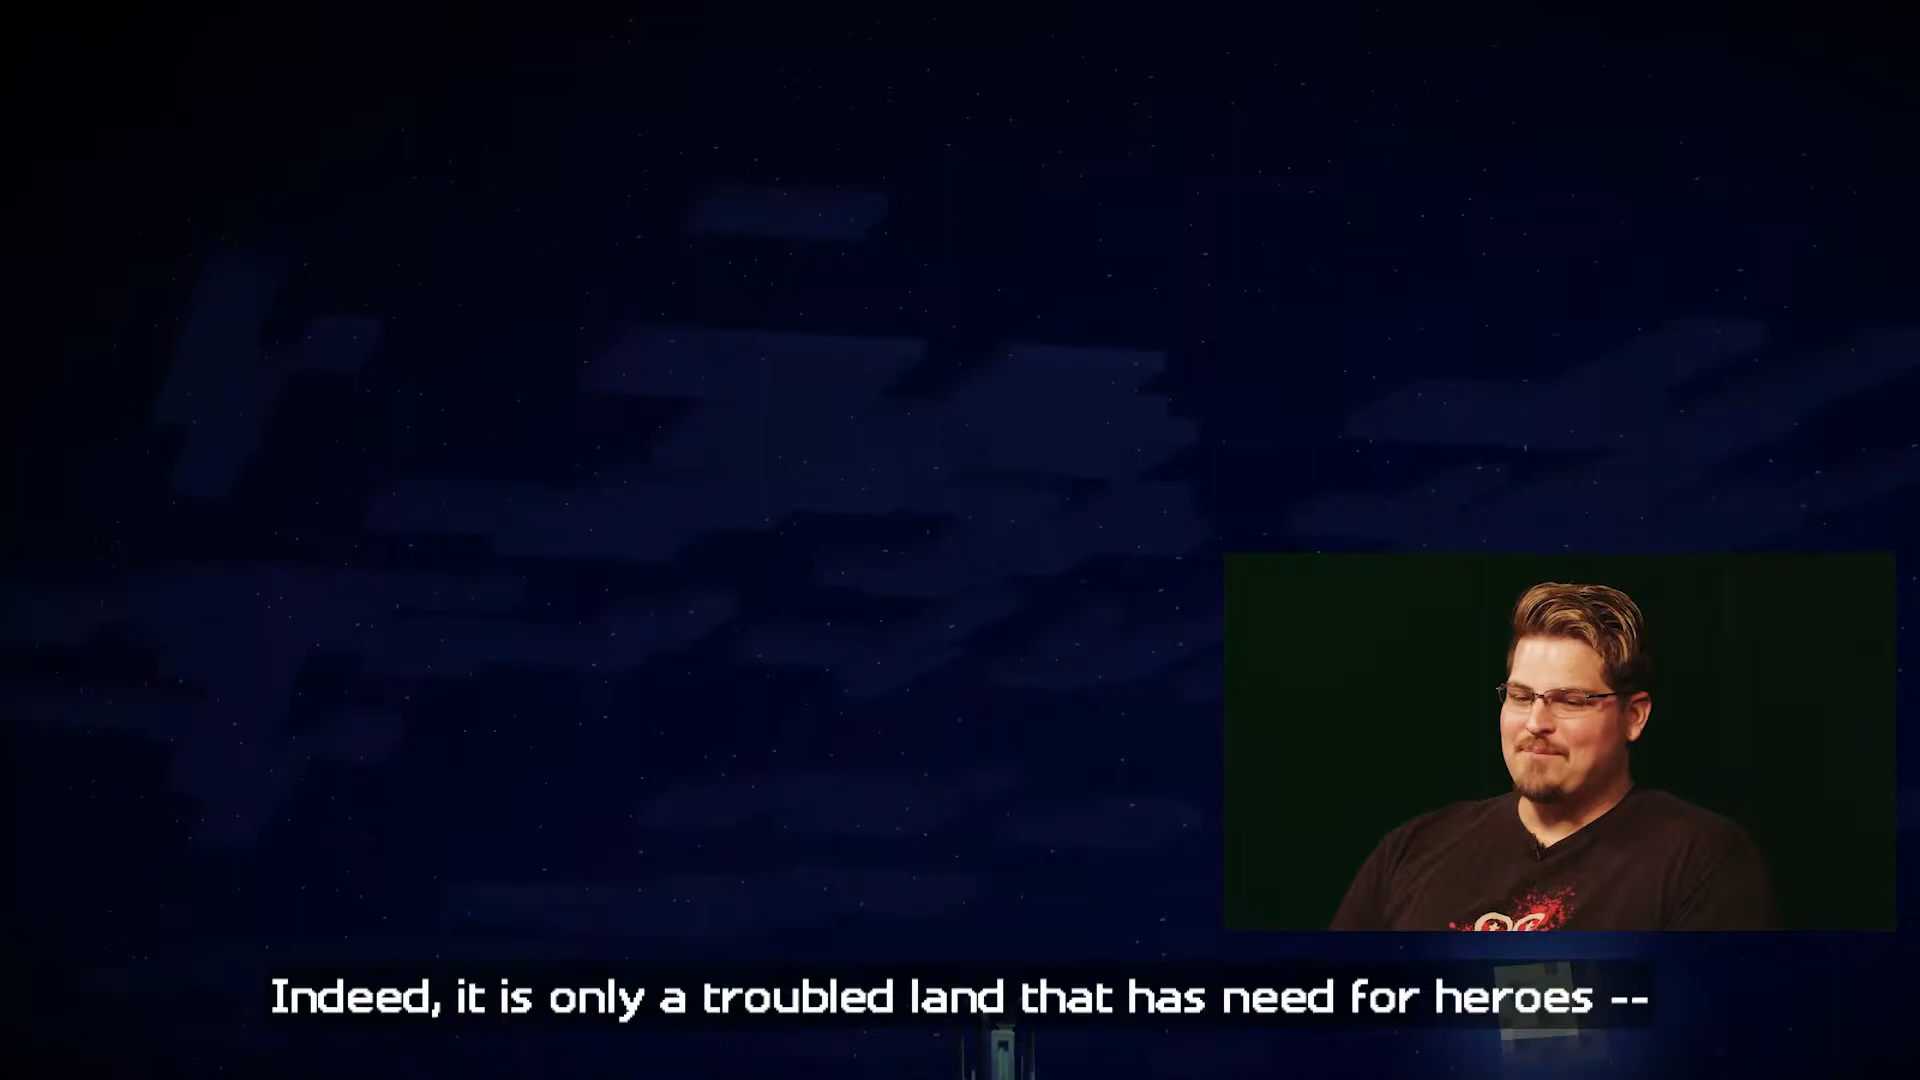 Indeed, it is only a troubled land that has need for heroes --